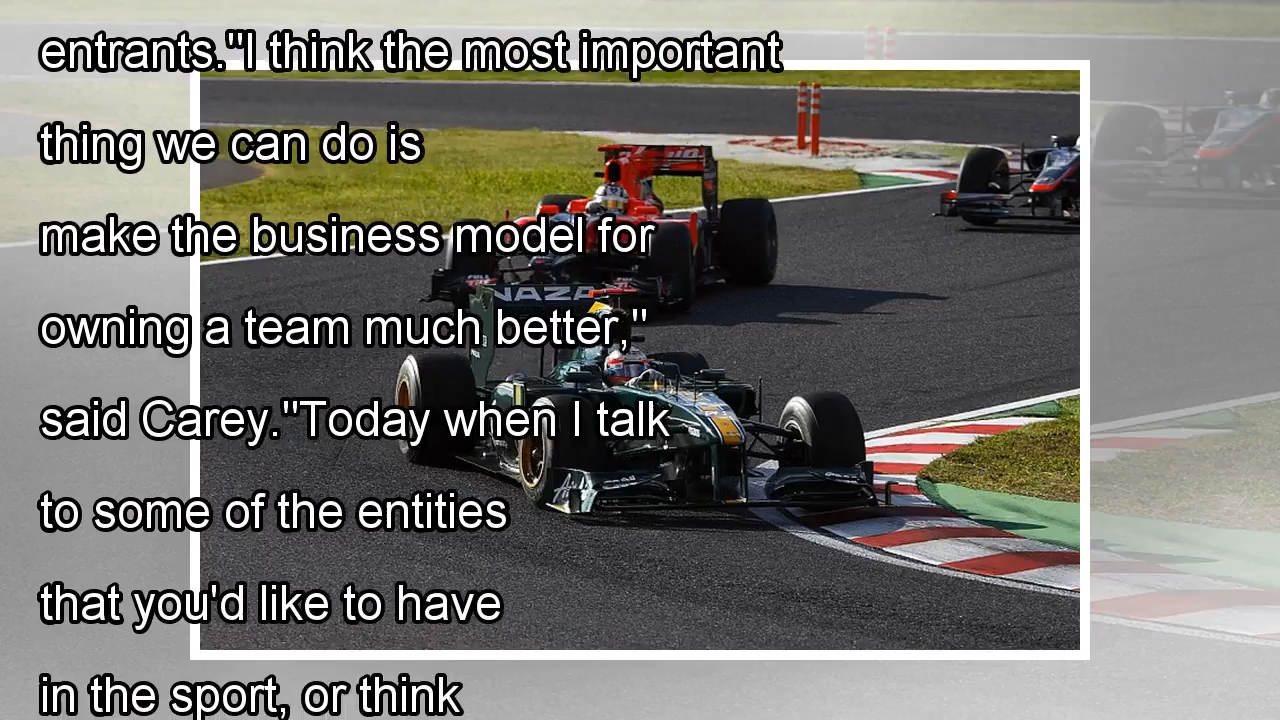 entrants."I think the most important
thing we can do is
make the business model for
owning a team much better,"
said Carey."Today when I talk
to some of the entities
that you'd like to have
in the sport, or think
NAZA